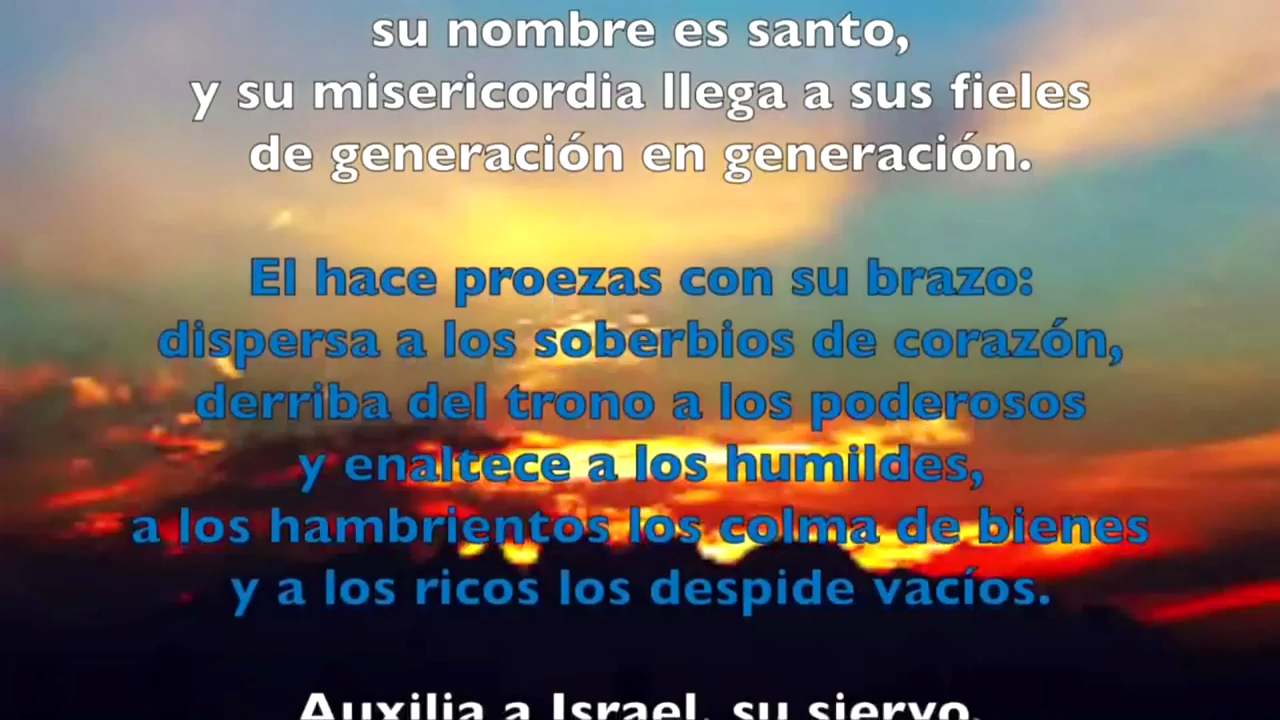 su nombre es santo,
y su misericordia llega a sus fieles
de generación en generación.
El hace proezas con su brazo:
dispersa a los soberbios de corazón,
derriba del trono a los poderosos
y enaltece a los humildes,
a los hambrientos los colma de bienes
y a los ricos los despide vacíos.
Auxilia a Israel, su siervo,